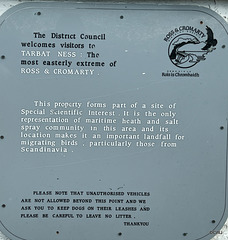 The District Council
welcomes visitors to
TARBAT NESS : The
most easterly extreme of
ROSS & CROMARTY .
ROSS & CROMARTY
Rois is Chrombaidh
This property forms part of a site of
Special Scientific Interest . It is the only
representation of maritime heath and salt
spray community in this area and its
location makes it an important landfall for
migrating birds , particularly those from
Scandinavia .
PLEASE NOTE THAT UNAUTHORISED VEHICLES
ARE NOT ALLOWED BEYOND THIS POINT AND WE
ASK YOU TO KEEP DOGS ON THEIR LEASHES AND
PLEASE BE CAREFUL TO LEAVE NO LITTER .
THANKYOU